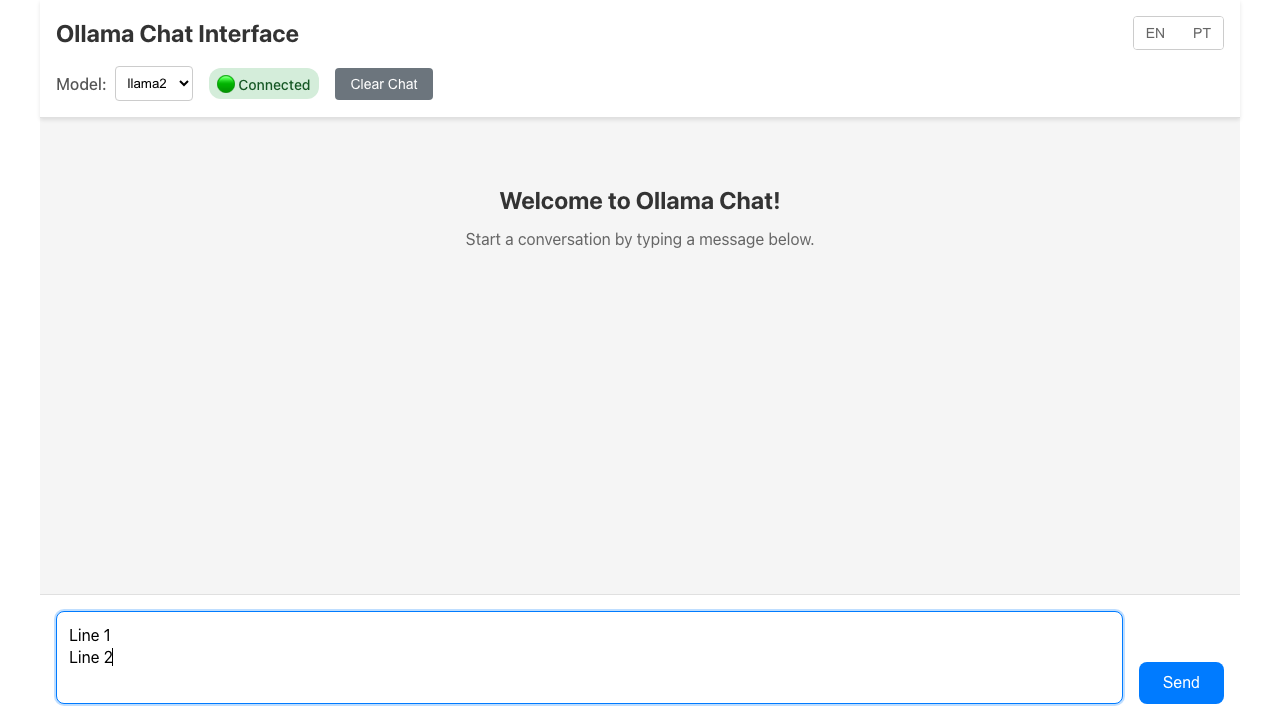 Ollama Chat Interface
EN PT
Model: llama2 Connected Clear Chat
Welcome to Ollama Chat!
Start a conversation by typing a message below.
Line 1
Line 2
Send